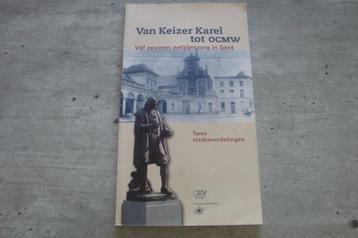 Van Keizer Karel
tot OCMW
Vijf eeuwen welzijnszorg in Gent
Twee
stadswandelingen